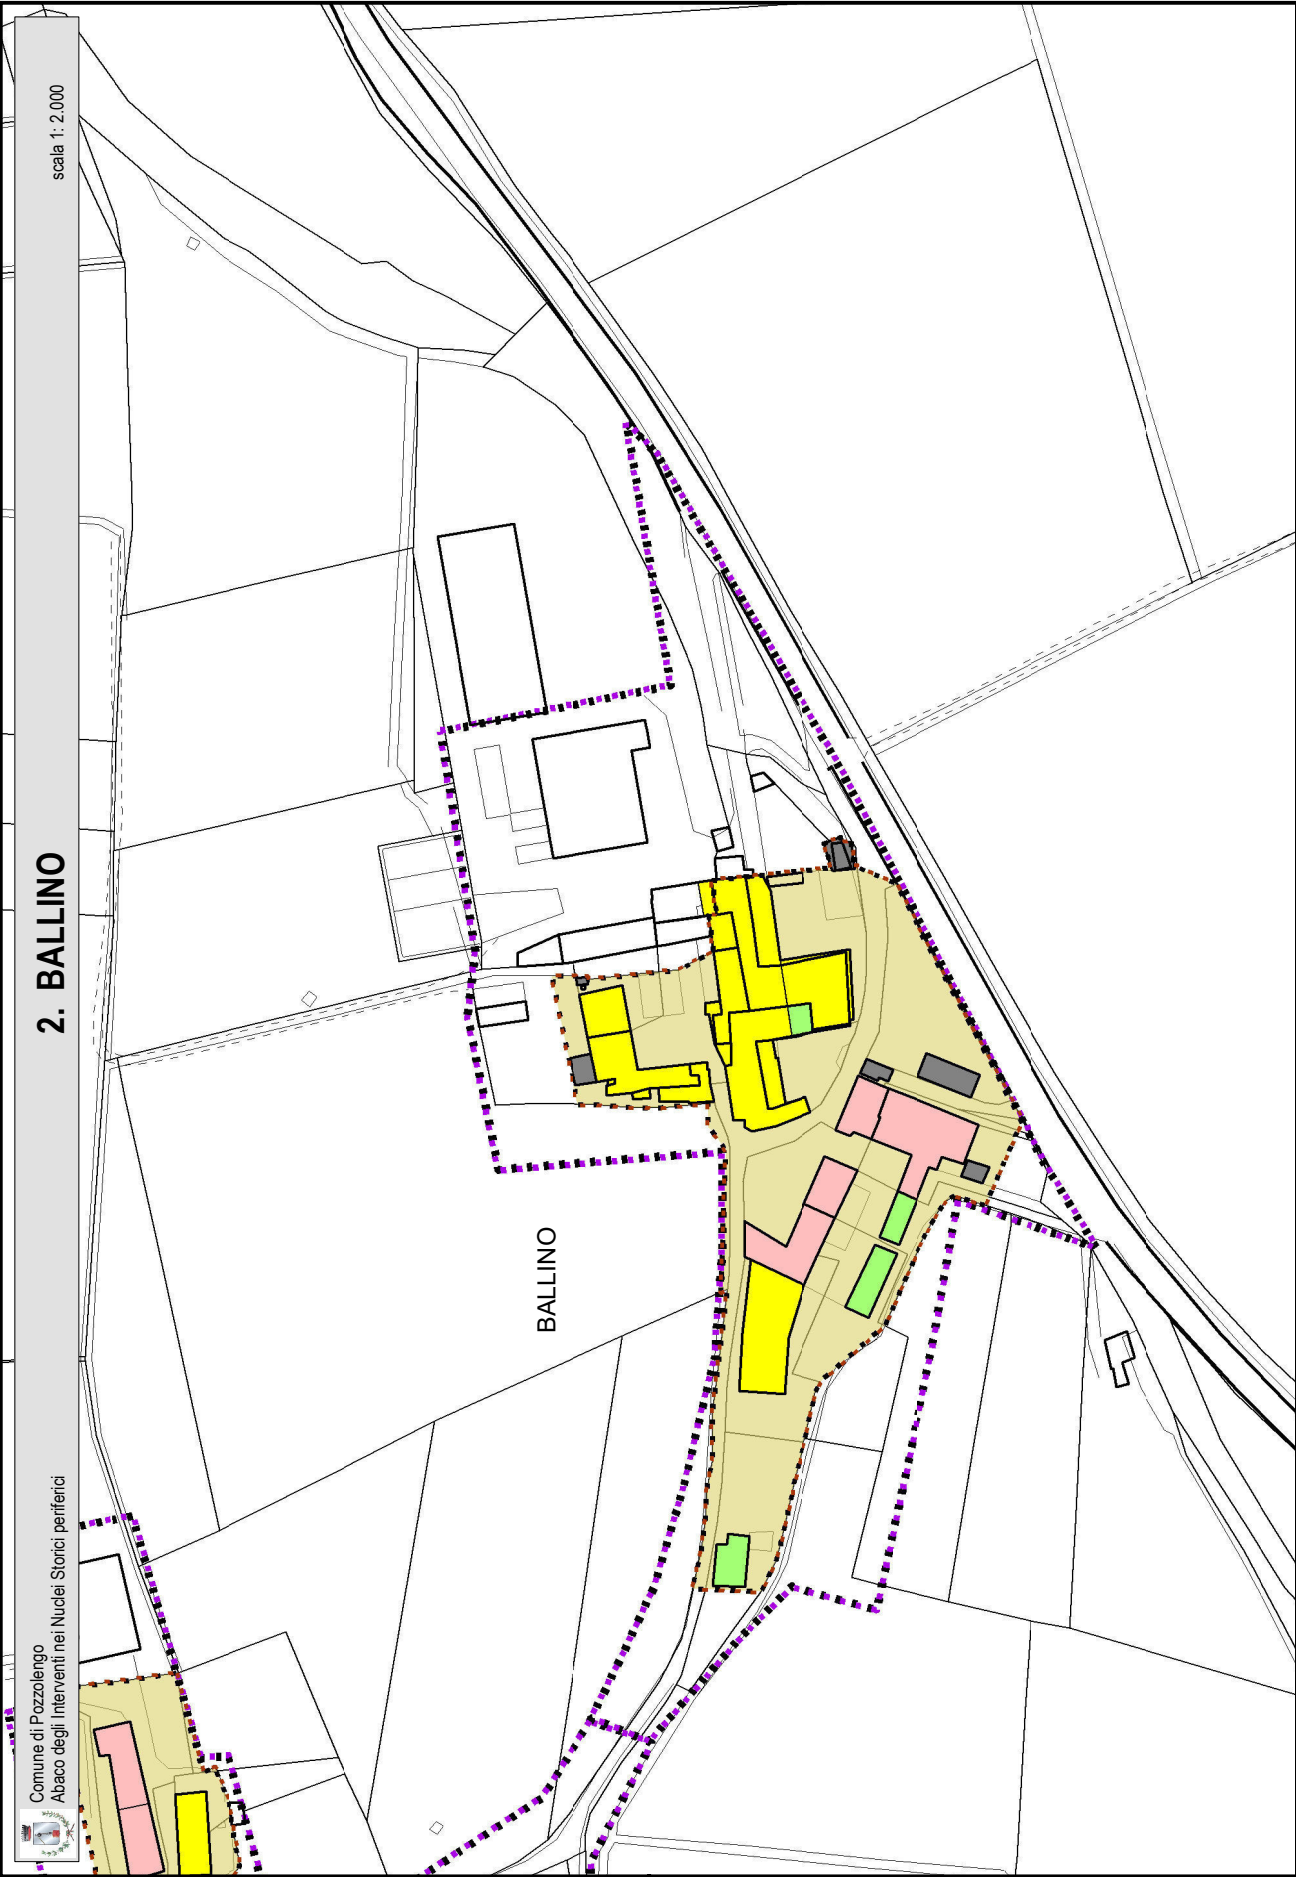 Comune di Pozzolengo
Abaco degli Interventi nei Nuclei Storici periferici
2. BALLINO
scala 1: 2.000
BALLINO